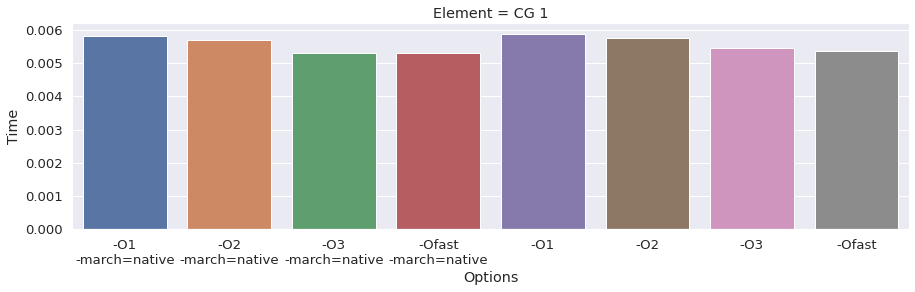 Element = CG 1
0.006
0.005
0.004
0.003
0.002
0.001
0.000
Time
-O1 -O2 -O3 -Ofast -O1 -O2 -O3 -Ofast
-march=native -march=native -march=native -march=native
Options